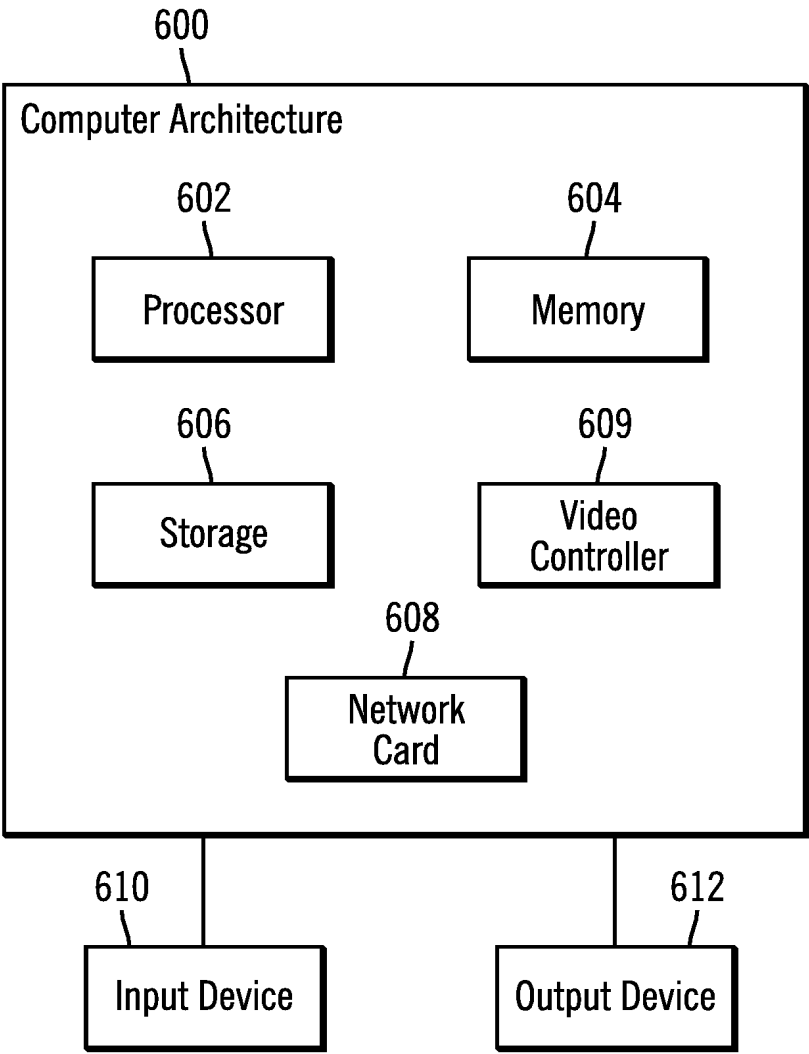 600
Computer Architecture
602
604
Processor
Memory
606
609
Storage
Video
Controller
608
Network
Card
610
612
Input Device
Output Device